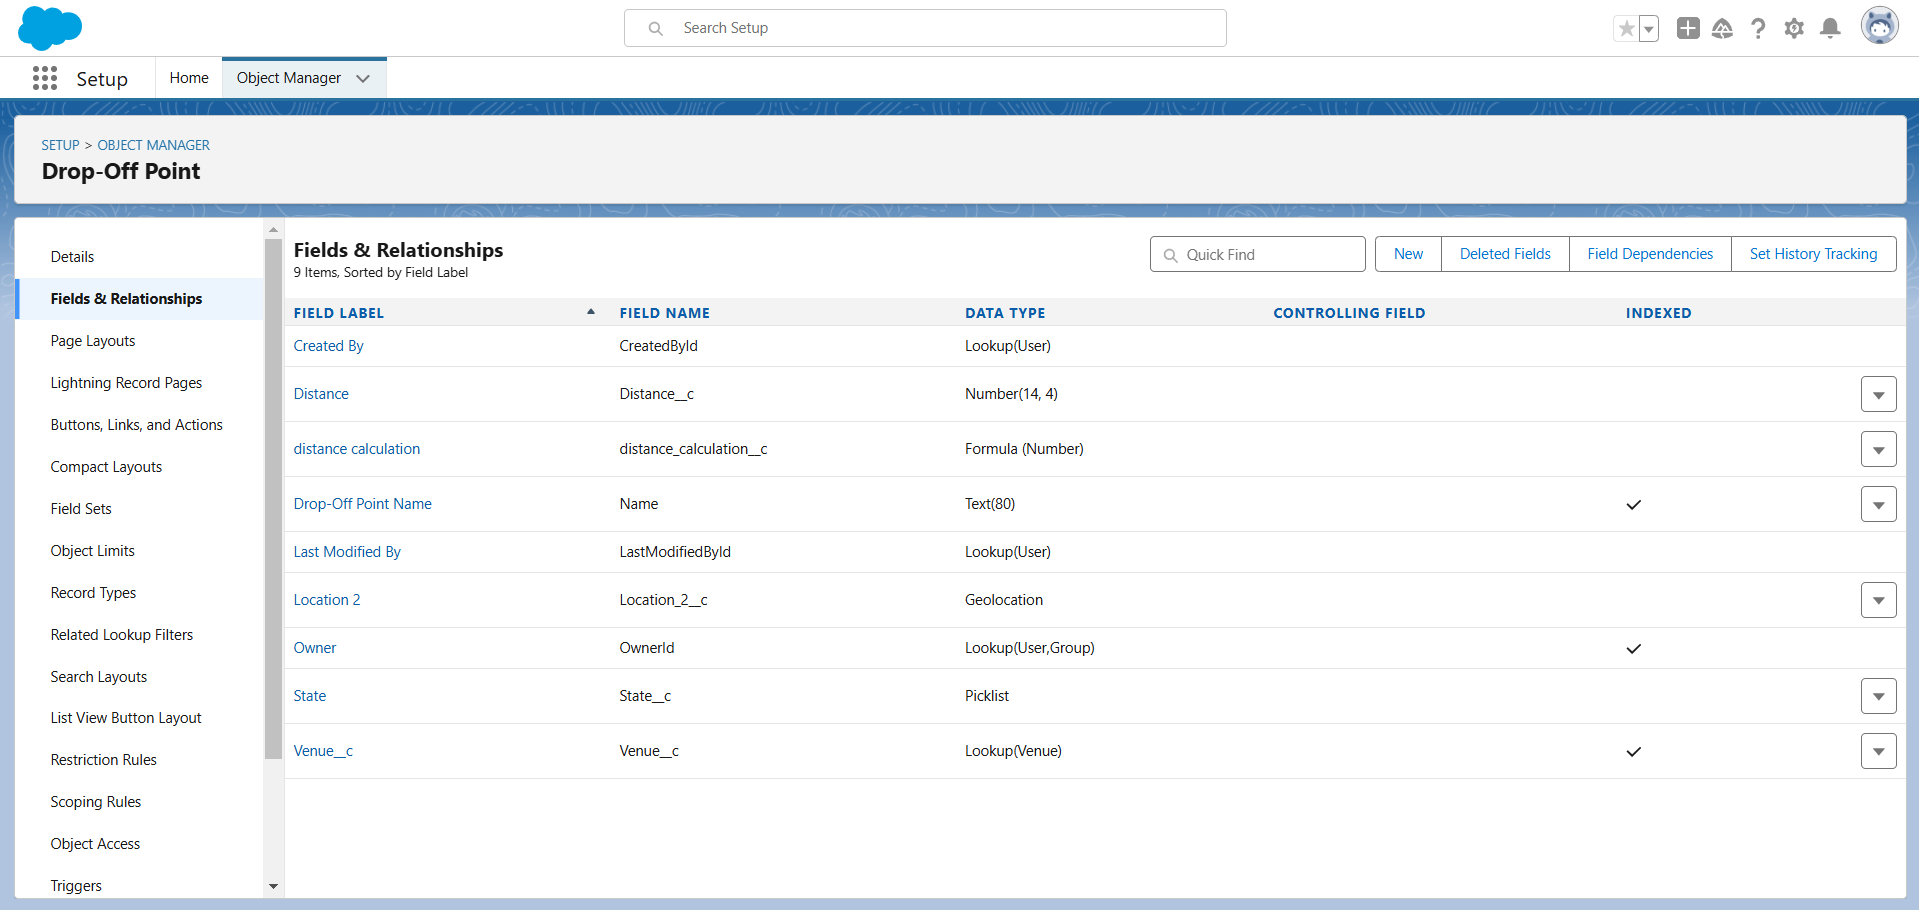 Search Setup
Setup
Home
Object Manager
SETUP > OBJECT MANAGER
Drop-Off Point
Details
Fields & Relationships
Page Layouts
Lightning Record Pages
Buttons, Links, and Actions
Compact Layouts
Field Sets
Object Limits
Record Types
Related Lookup Filters
Search Layouts
List View Button Layout
Restriction Rules
Scoping Rules
Object Access
Triggers
Fields & Relationships
9 Items, Sorted by Field Label
Quick Find
New
Deleted Fields
Field Dependencies
Set History Tracking
FIELD LABEL FIELD NAME DATA TYPE CONTROLLING FIELD INDEXED
Created By CreatedById Lookup(User)
Distance Distance__c Number(14, 4)
distance calculation distance_calculation__c Formula (Number)
Drop-Off Point Name Name Text(80)
Last Modified By LastModifiedById Lookup(User)
Location 2 Location_2__c Geolocation
Owner OwnerId Lookup(User,Group)
State State__c Picklist
Venue__c Venue__c Lookup(Venue)